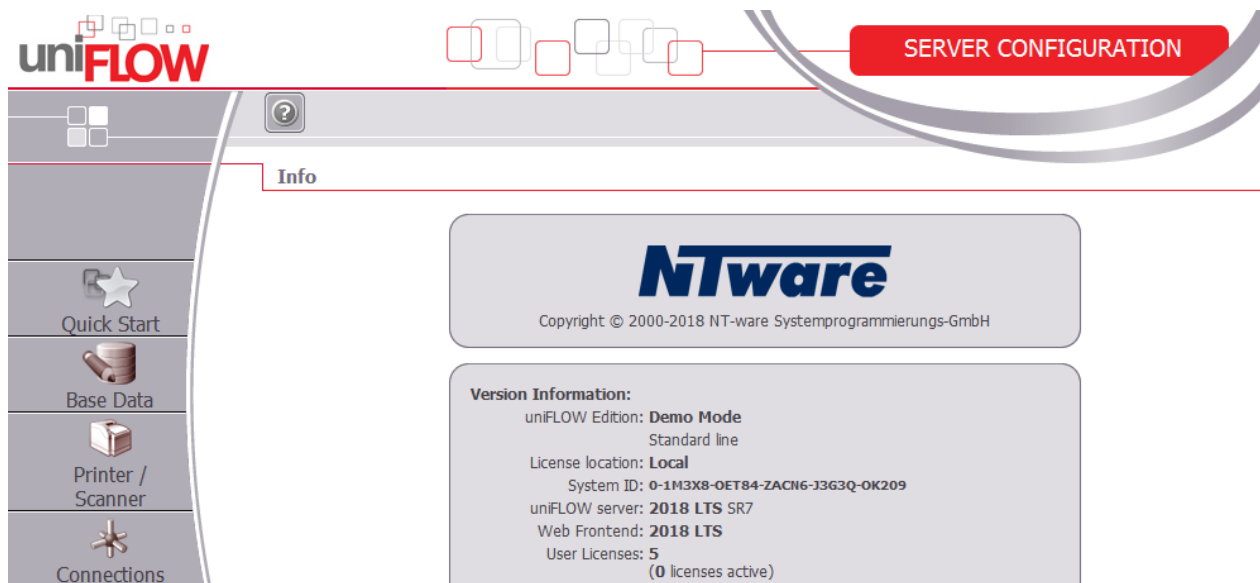 uniFLOW
SERVER CONFIGURATION
?
Info
NTware
Copyright © 2000-2018 NT-ware Systemprogrammierungs-GmbH
Quick Start
Base Data
Printer /
Scanner
Connections
Version Information:
uniFLOW Edition: Demo Mode
Standard line
License location: Local
System ID: 0-1M3X8-OET84-ZACN6-J3G3Q-OK209
uniFLOW server: 2018 LTS SR7
Web Frontend: 2018 LTS
User Licenses: 5
(0 licenses active)